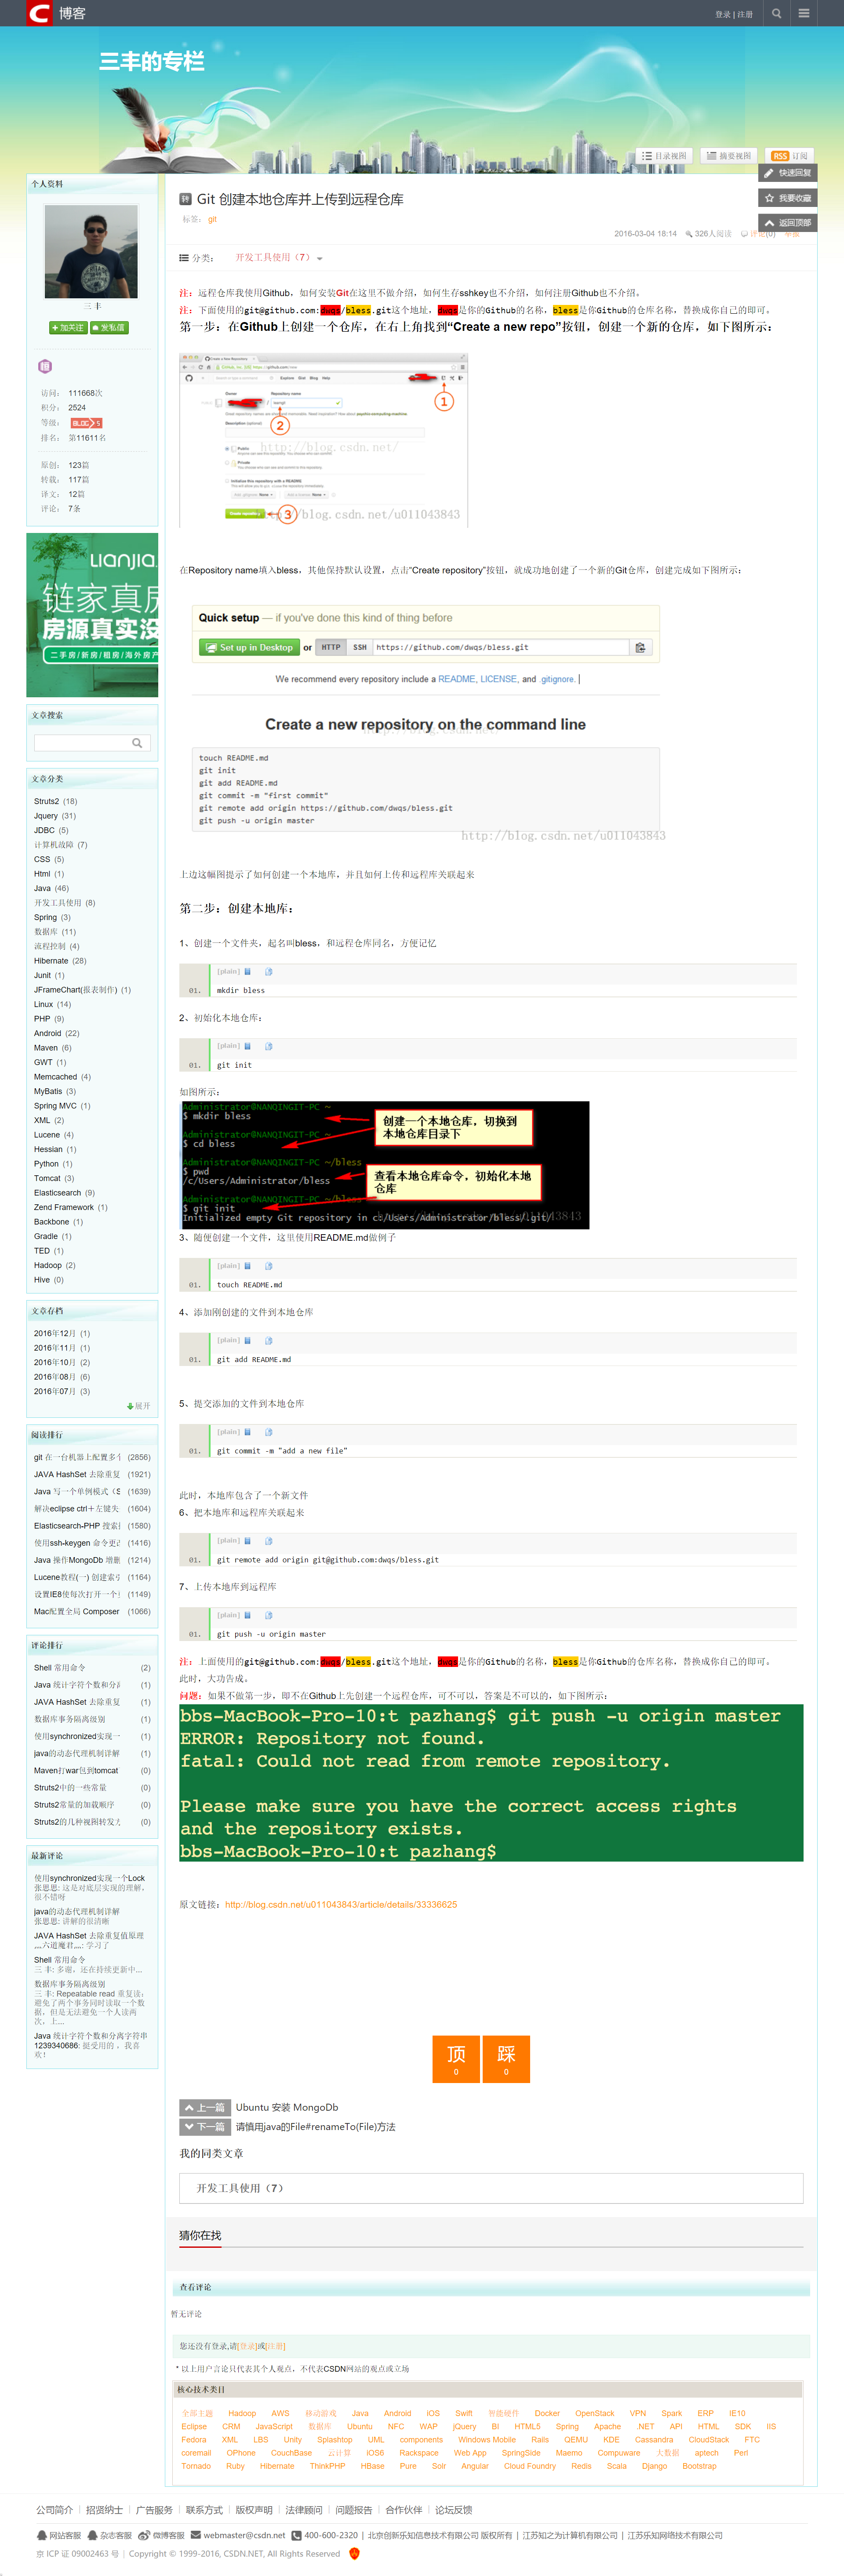 博客
登录 | 注册
三丰的专栏
目录视图
摘要视图
RSS 订阅
快速回复
我要收藏
返回顶部
个人资料
三 丰
加关注
发私信
访问： 111668次
积分： 2524
等级： BLOG 5
排名： 第11611名
原创： 123篇
转载： 117篇
译文： 12篇
评论： 7条
LIANJIA.
链家真房
房源真实没
二手房/新房/租房/海外房产
文章搜索
文章分类
Struts2 (18)
Jquery (31)
JDBC (5)
计算机故障 (7)
CSS (5)
Html (1)
Java (46)
开发工具使用 (8)
Spring (3)
数据库 (11)
流程控制 (4)
Hibernate (28)
Junit (1)
JFrameChart(报表制作) (1)
Linux (14)
PHP (9)
Android (22)
Maven (6)
GWT (1)
Memcached (4)
MyBatis (3)
Spring MVC (1)
XML (2)
Lucene (4)
Hessian (1)
Python (1)
Tomcat (3)
Elasticsearch (9)
Zend Framework (1)
Backbone (1)
Gradle (1)
TED (1)
Hadoop (2)
Hive (0)
文章存档
2016年12月 (1)
2016年11月 (1)
2016年10月 (2)
2016年08月 (6)
2016年07月 (3)
展开
阅读排行
git 在一台机器上配置多个 (2856)
JAVA HashSet 去除重复 (1921)
Java 写一个单例模式（S (1639)
解决eclipse ctrl＋左键失 (1604)
Elasticsearch-PHP 搜索 (1580)
使用ssh-keygen 命令更改 (1416)
Java 操作MongoDb 增删 (1214)
Lucene教程(一) 创建索引 (1164)
设置IE8使每次打开一个 (1149)
Mac配置全局 Composer (1066)
评论排行
Shell 常用命令 (2)
Java 统计字符个数和分离 (1)
JAVA HashSet 去除重复 (1)
数据库事务隔离级别 (1)
使用synchronized实现一 (1)
java的动态代理机制详解 (1)
Maven打war包到tomcat (0)
Struts2中的一些常量 (0)
Struts2常量的加载顺序 (0)
Struts2的几种视图转发方 (0)
最新评论
使用synchronized实现一个Lock
张思思: 这是对底层实现的理解，
很不错呀
java的动态代理机制详解
张思思: 讲解的很清晰
JAVA HashSet 去除重复值原理
灬六道魔君灬: 学习了
Shell 常用命令
三 丰: 多谢，还在持续更新中...
数据库事务隔离级别
三 丰: Repeatable read 重复读：
避免了两个事务同时读取一个数
据，但是无法避免一个人读两
次，上...
Java 统计字符个数和分离字符串
1239340686: 挺受用的，我喜
欢！
转 Git 创建本地仓库并上传到远程仓库
标签： git
2016-03-04 18:14 326人阅读 评论(0) 举报
分类： 开发工具使用（7）
注：远程仓库我使用Github，如何安装Git在这里不做介绍，如何生存sshkey也不介绍，如何注册Github也不介绍。
注：下面使用的git@github.com:dwqs/bless.git这个地址，dwqs是你的Github的名称，bless是你Github的仓库名称，替换成你自己的即可。
第一步：在Github上创建一个仓库，在右上角找到“Create a new repo”按钮，创建一个新的仓库，如下图所示：
Owner
Repository name
Description (optional)
Public
Private
Initialize this repository with a README
Create repository
1
2
3
http://blog.csdn.net/
http://blog.csdn.net/u011043843
在Repository name填入bless，其他保持默认设置，点击“Create repository”按钮，就成功地创建了一个新的Git仓库，创建完成如下图所示：
Quick setup — if you've done this kind of thing before
Set up in Desktop or HTTP SSH https://github.com/dwqs/bless.git
We recommend every repository include a README, LICENSE, and .gitignore.
Create a new repository on the command line
touch README.md
git init
git add README.md
git commit -m "first commit"
git remote add origin https://github.com/dwqs/bless.git
git push -u origin master
http://blog.csdn.net/u011043843
上边这幅图提示了如何创建一个本地库，并且如何上传和远程库关联起来
第二步：创建本地库：
1、创建一个文件夹，起名叫bless，和远程仓库同名，方便记忆
[plain]
01. mkdir bless
2、初始化本地仓库：
[plain]
01. git init
如图所示：
Administrator@NANQINGIT-PC ~
$ mkdir bless
$ cd bless
Administrator@NANQINGIT-PC ~/bless
$ pwd
/c/Users/Administrator/bless
Administrator@NANQINGIT-PC ~/bless
$ git init
Initialized empty Git repository in c:/Users/Administrator/bless/.git/
创建一个本地仓库，切换到
本地仓库目录下
查看本地仓库命令，初始化本地
仓库
3、随便创建一个文件，这里使用README.md做例子
[plain]
01. touch README.md
4、添加刚创建的文件到本地仓库
[plain]
01. git add README.md
5、提交添加的文件到本地仓库
[plain]
01. git commit -m "add a new file"
此时，本地库包含了一个新文件
6、把本地库和远程库关联起来
[plain]
01. git remote add origin git@github.com:dwqs/bless.git
7、上传本地库到远程库
[plain]
01. git push -u origin master
注：上面使用的git@github.com:dwqs/bless.git这个地址，dwqs是你的Github的名称，bless是你Github的仓库名称，替换成你自己的即可。
此时，大功告成。
问题：如果不做第一步，即不在Github上先创建一个远程仓库，可不可以，答案是不可以的，如下图所示：
bbs-MacBook-Pro-10:t pazhang$ git push -u origin master
ERROR: Repository not found.
fatal: Could not read from remote repository.
Please make sure you have the correct access rights
and the repository exists.
bbs-MacBook-Pro-10:t pazhang$
原文链接：http://blog.csdn.net/u011043843/article/details/33336625
顶 踩
0 0
上一篇 Ubuntu 安装 MongoDb
下一篇 请慎用java的File#renameTo(File)方法
我的同类文章
开发工具使用（7）
猜你在找
查看评论
暂无评论
您还没有登录,请[登录]或[注册]
* 以上用户言论只代表其个人观点，不代表CSDN网站的观点或立场
核心技术类目
全部主题 Hadoop AWS 移动游戏 Java Android iOS Swift 智能硬件 Docker OpenStack VPN Spark ERP IE10
Eclipse CRM JavaScript 数据库 Ubuntu NFC WAP jQuery BI HTML5 Spring Apache .NET API HTML SDK IIS
Fedora XML LBS Unity Splashtop UML components Windows Mobile Rails QEMU KDE Cassandra CloudStack FTC
coremail OPhone CouchBase 云计算 iOS6 Rackspace Web App SpringSide Maemo Compuware 大数据 aptech Perl
Tornado Ruby Hibernate ThinkPHP HBase Pure Solr Angular Cloud Foundry Redis Scala Django Bootstrap
公司简介 | 招贤纳士 | 广告服务 | 联系方式 | 版权声明 | 法律顾问 | 问题报告 | 合作伙伴 | 论坛反馈
网站客服 杂志客服 微博客服 webmaster@csdn.net 400-600-2320 | 北京创新乐知信息技术有限公司 版权所有 | 江苏知之为计算机有限公司 | 江苏乐知网络技术有限公司
京 ICP 证 09002463 号 | Copyright © 1999-2016, CSDN.NET, All Rights Reserved